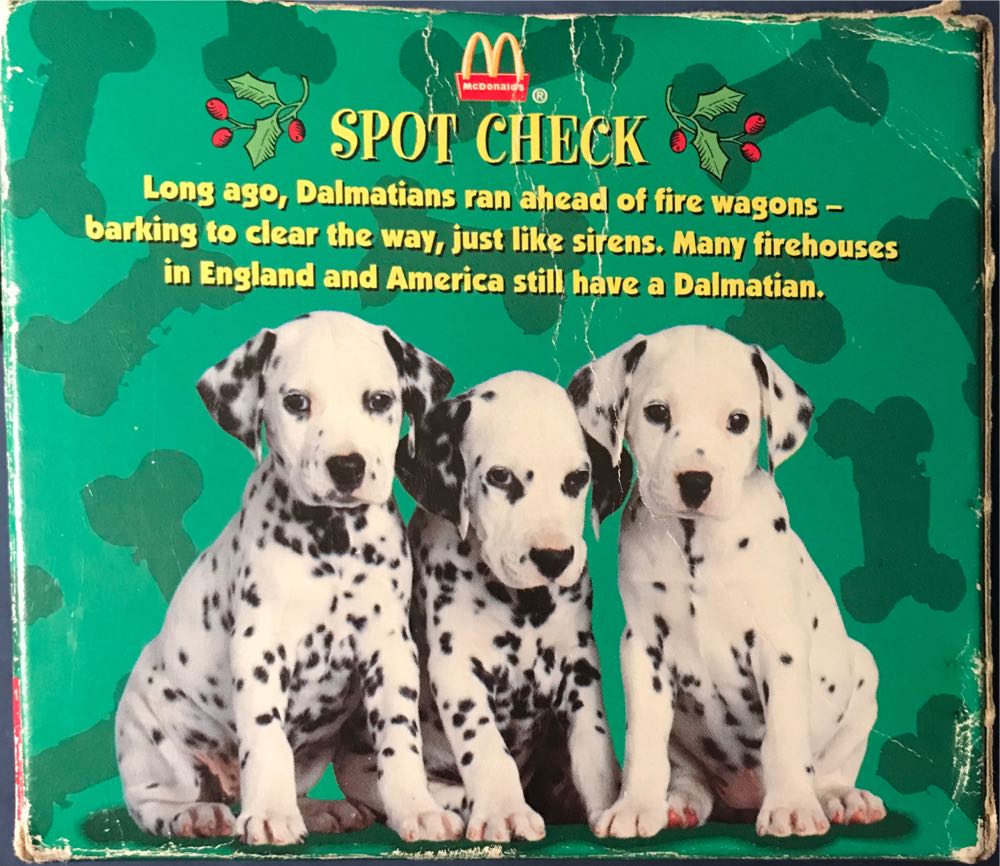 McDonald's ®
SPOT CHECK
Long ago, Dalmatians ran ahead of fire wagons –
barking to clear the way, just like sirens. Many firehouses
in England and America still have a Dalmatian.